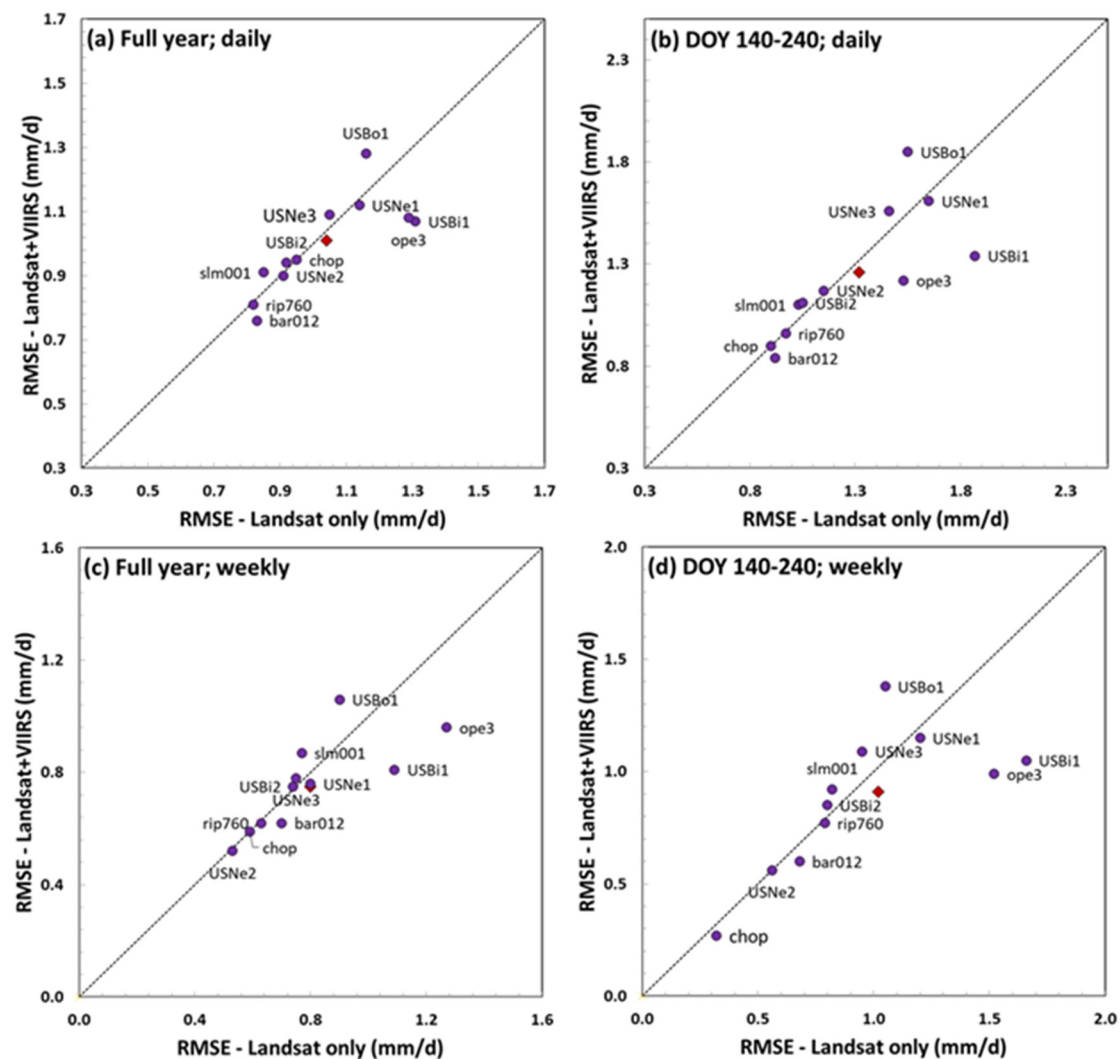 (a) Full year; daily
RMSE - Landsat+VIIRS (mm/d)
1.7
1.5
1.3
1.1
0.9
0.7
0.5
0.3
USBo1
USNe3
USNe1
USBi1
ope3
USBi2
chop
slm001
USNe2
rip760
bar012
0.3 0.5 0.7 0.9 1.1 1.3 1.5 1.7
RMSE - Landsat only (mm/d)
(b) DOY 140-240; daily
RMSE - Landsat+VIIRS (mm/d)
2.3
1.8
1.3
0.8
0.3
USBo1
USNe3
USNe1
USBi1
ope3
USNe2
slm001
USBi2
rip760
chop
bar012
0.3 0.8 1.3 1.8 2.3
RMSE - Landsat only (mm/d)
(c) Full year; weekly
RMSE - Landsat+VIIRS (mm/d)
1.6
1.2
0.8
0.4
0.0
USBo1
ope3
slm001
USBi1
USBi2
USNe1
USNe3
rip760
bar012
chop
USNe2
0.0 0.4 0.8 1.2 1.6
RMSE - Landsat only (mm/d)
(d) DOY 140-240; weekly
RMSE - Landsat+VIIRS (mm/d)
2.0
1.5
1.0
0.5
0.0
USBo1
USNe1
USNe3
USBi1
slm001
ope3
USBi2
rip760
bar012
USNe2
chop
0.0 0.5 1.0 1.5 2.0
RMSE - Landsat only (mm/d)